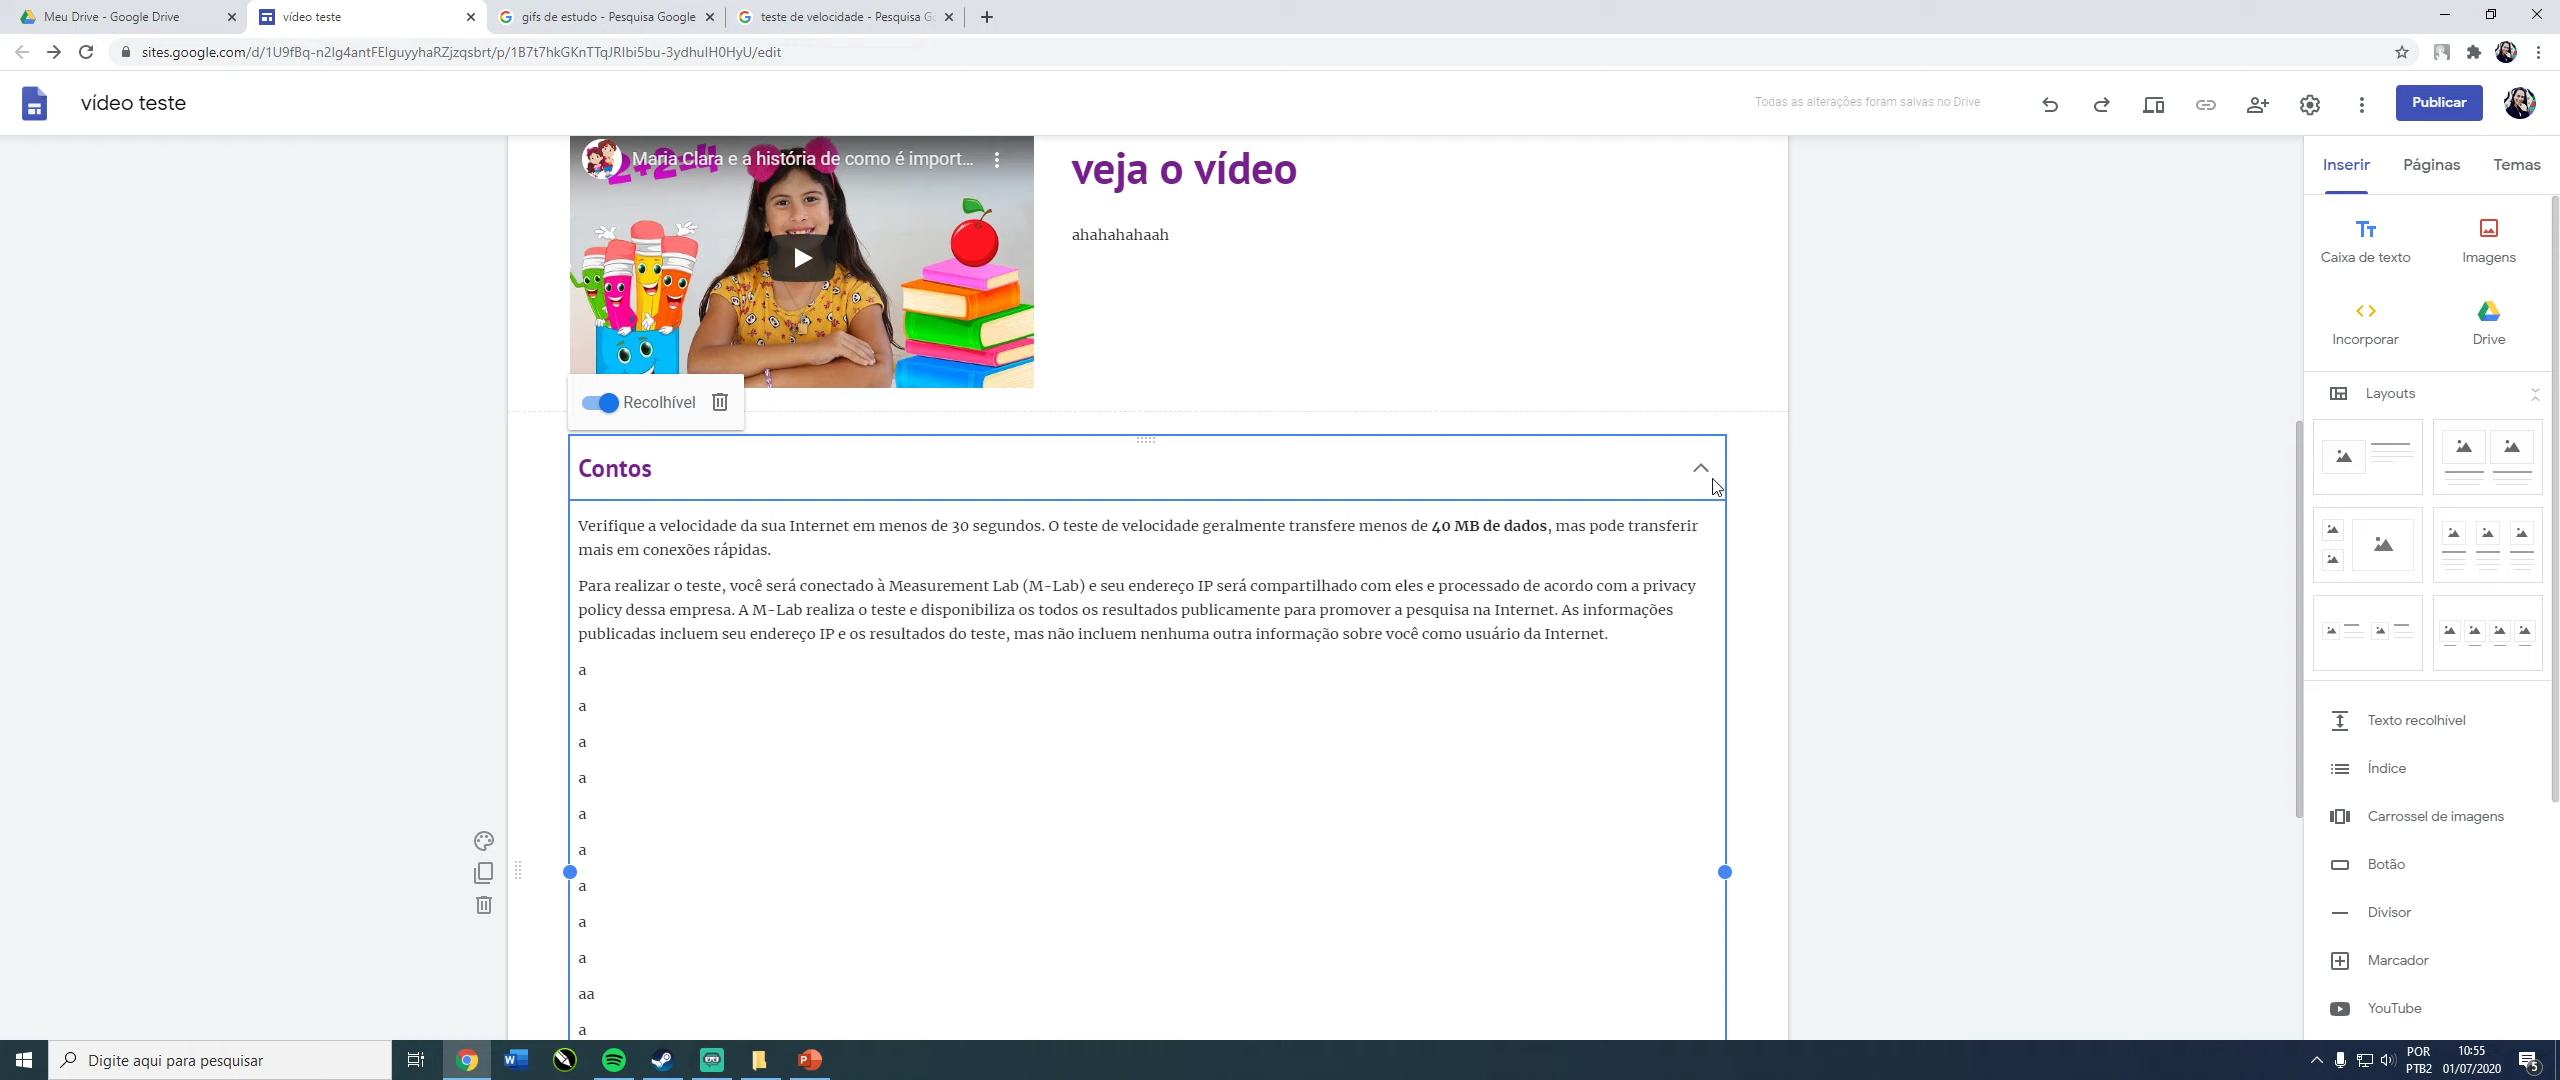 Meu Drive - Google Drive
vídeo teste
gifs de estudo - Pesquisa Google
teste de velocidade - Pesquisa Go
sites.google.com/d/1U9fBq-n2lg4antFElguyyhaRZjzqsbrt/p/1B7t7hkGKnTTqJRlbi5bu-3ydhulH0HyU/edit
vídeo teste
Todas as alterações foram salvas no Drive
Publicar
Inserir
Páginas
Temas
2+2=4
Maria Clara e a história de como é import...
veja o vídeo
ahahahahaah
Caixa de texto
Imagens
Incorporar
Drive
Layouts
Recolhível
Contos
Verifique a velocidade da sua Internet em menos de 30 segundos. O teste de velocidade geralmente transfere menos de 40 MB de dados, mas pode transferir
mais em conexões rápidas.
Para realizar o teste, você será conectado à Measurement Lab (M-Lab) e seu endereço IP será compartilhado com eles e processado de acordo com a privacy
policy dessa empresa. A M-Lab realiza o teste e disponibiliza os todos os resultados publicamente para promover a pesquisa na Internet. As informações
publicadas incluem seu endereço IP e os resultados do teste, mas não incluem nenhuma outra informação sobre você como usuário da Internet.
a
a
a
a
a
a
a
a
a
aa
a
Texto recolhível
Índice
Carrossel de imagens
Botão
Divisor
Marcador
YouTube
Digite aqui para pesquisar
POR
PTB2
10:55
01/07/2020
5